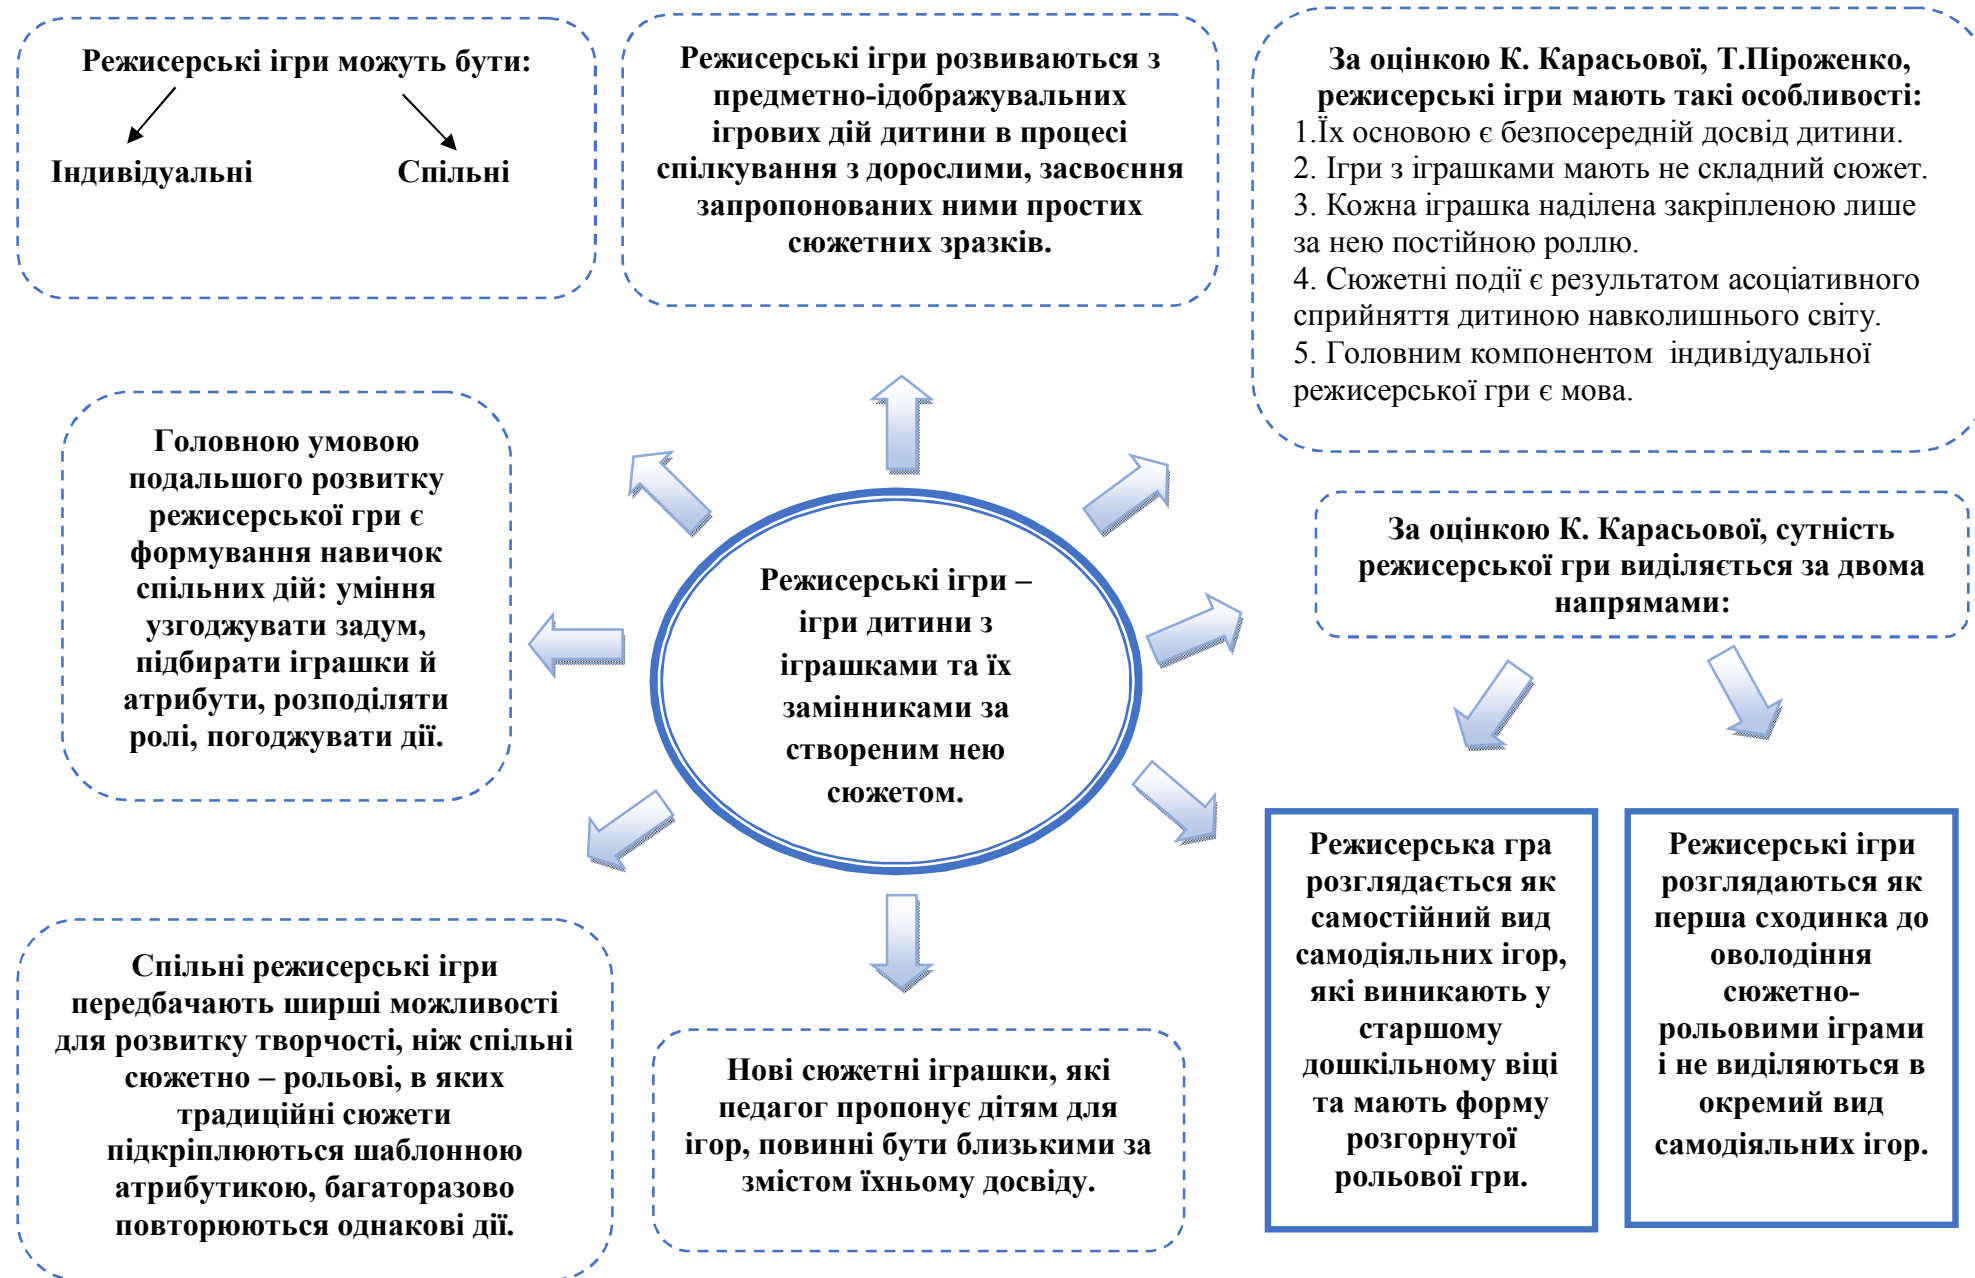 Режисерські ігри можуть бути:
Індивідуальні
Спільні
Режисерські ігри розвиваються з
предметно-ідображувальних
ігрових дій дитини в процесі
спілкування з дорослими, засвоєння
запропонованих ними простих
сюжетних зразків.
За оцінкою К. Карасьової, Т.Піроженко,
режисерські ігри мають такі особливості:
1.Їх основою є безпосередній досвід дитини.
2. Ігри з іграшками мають не складний сюжет.
3. Кожна іграшка наділена закріпленою лише
за нею постійною роллю.
4. Сюжетні події є результатом асоціативного
сприйняття дитиною навколишнього світу.
5. Головним компонентом індивідуальної
режисерської гри є мова.
Головною умовою
подальшого розвитку
режисерської гри є
формування навичок
спільних дій: уміння
узгоджувати задум,
підбирати іграшки й
атрибути, розподіляти
ролі, погоджувати дії.
Режисерські ігри –
ігри дитини з
іграшками та їх
замінниками за
створеним нею
сюжетом.
За оцінкою К. Карасьової, сутність
режисерської гри виділяється за двома
напрямами:
Режисерська гра
розглядається як
самостійний вид
самодіяльних ігор,
які виникають у
старшому
дошкільному віці
та мають форму
розгорнутої
рольової гри.
Режисерські ігри
розглядаються як
перша сходинка до
оволодіння
сюжетно-
рольовими іграми
і не виділяються в
окремий вид
самодіяльних ігор.
Спільні режисерські ігри
передбачають ширші можливості
для розвитку творчості, ніж спільні
сюжетно – рольові, в яких
традиційні сюжети
підкріплюються шаблонною
атрибутикою, багаторазово
повторюються однакові дії.
Нові сюжетні іграшки, які
педагог пропонує дітям для
ігор, повинні бути близькими за
змістом їхньому досвіду.